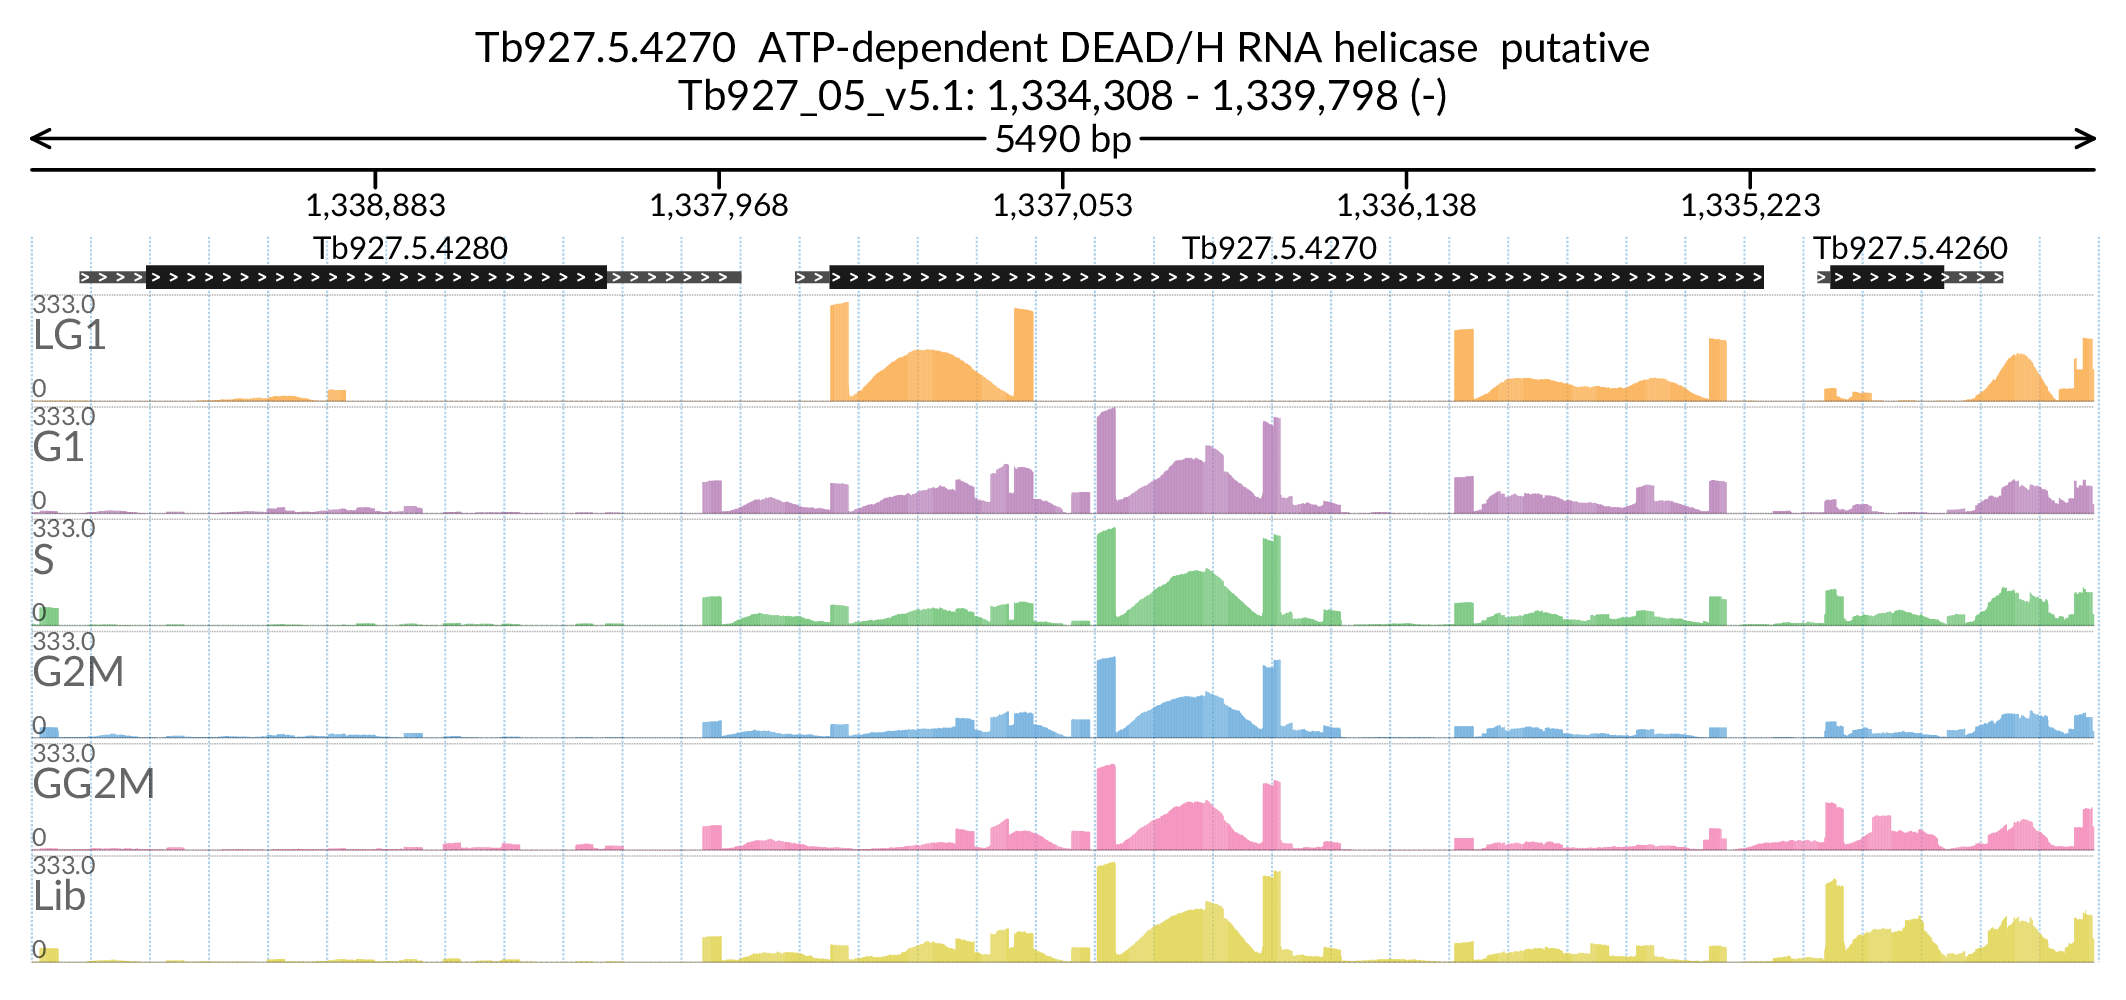 Tb927.5.4270 ATP-dependent DEAD/H RNA helicase putative
Tb927_05_v5.1: 1,334,308 - 1,339,798 (-)
5490 bp
1,338,883 1,337,968 1,337,053 1,336,138 1,335,223
Tb927.5.4280 Tb927.5.4270 Tb927.5.4260
333.0
LG1
0
333.0
G1
0
333.0
S
0
333.0
G2M
0
333.0
GG2M
0
333.0
Lib
0